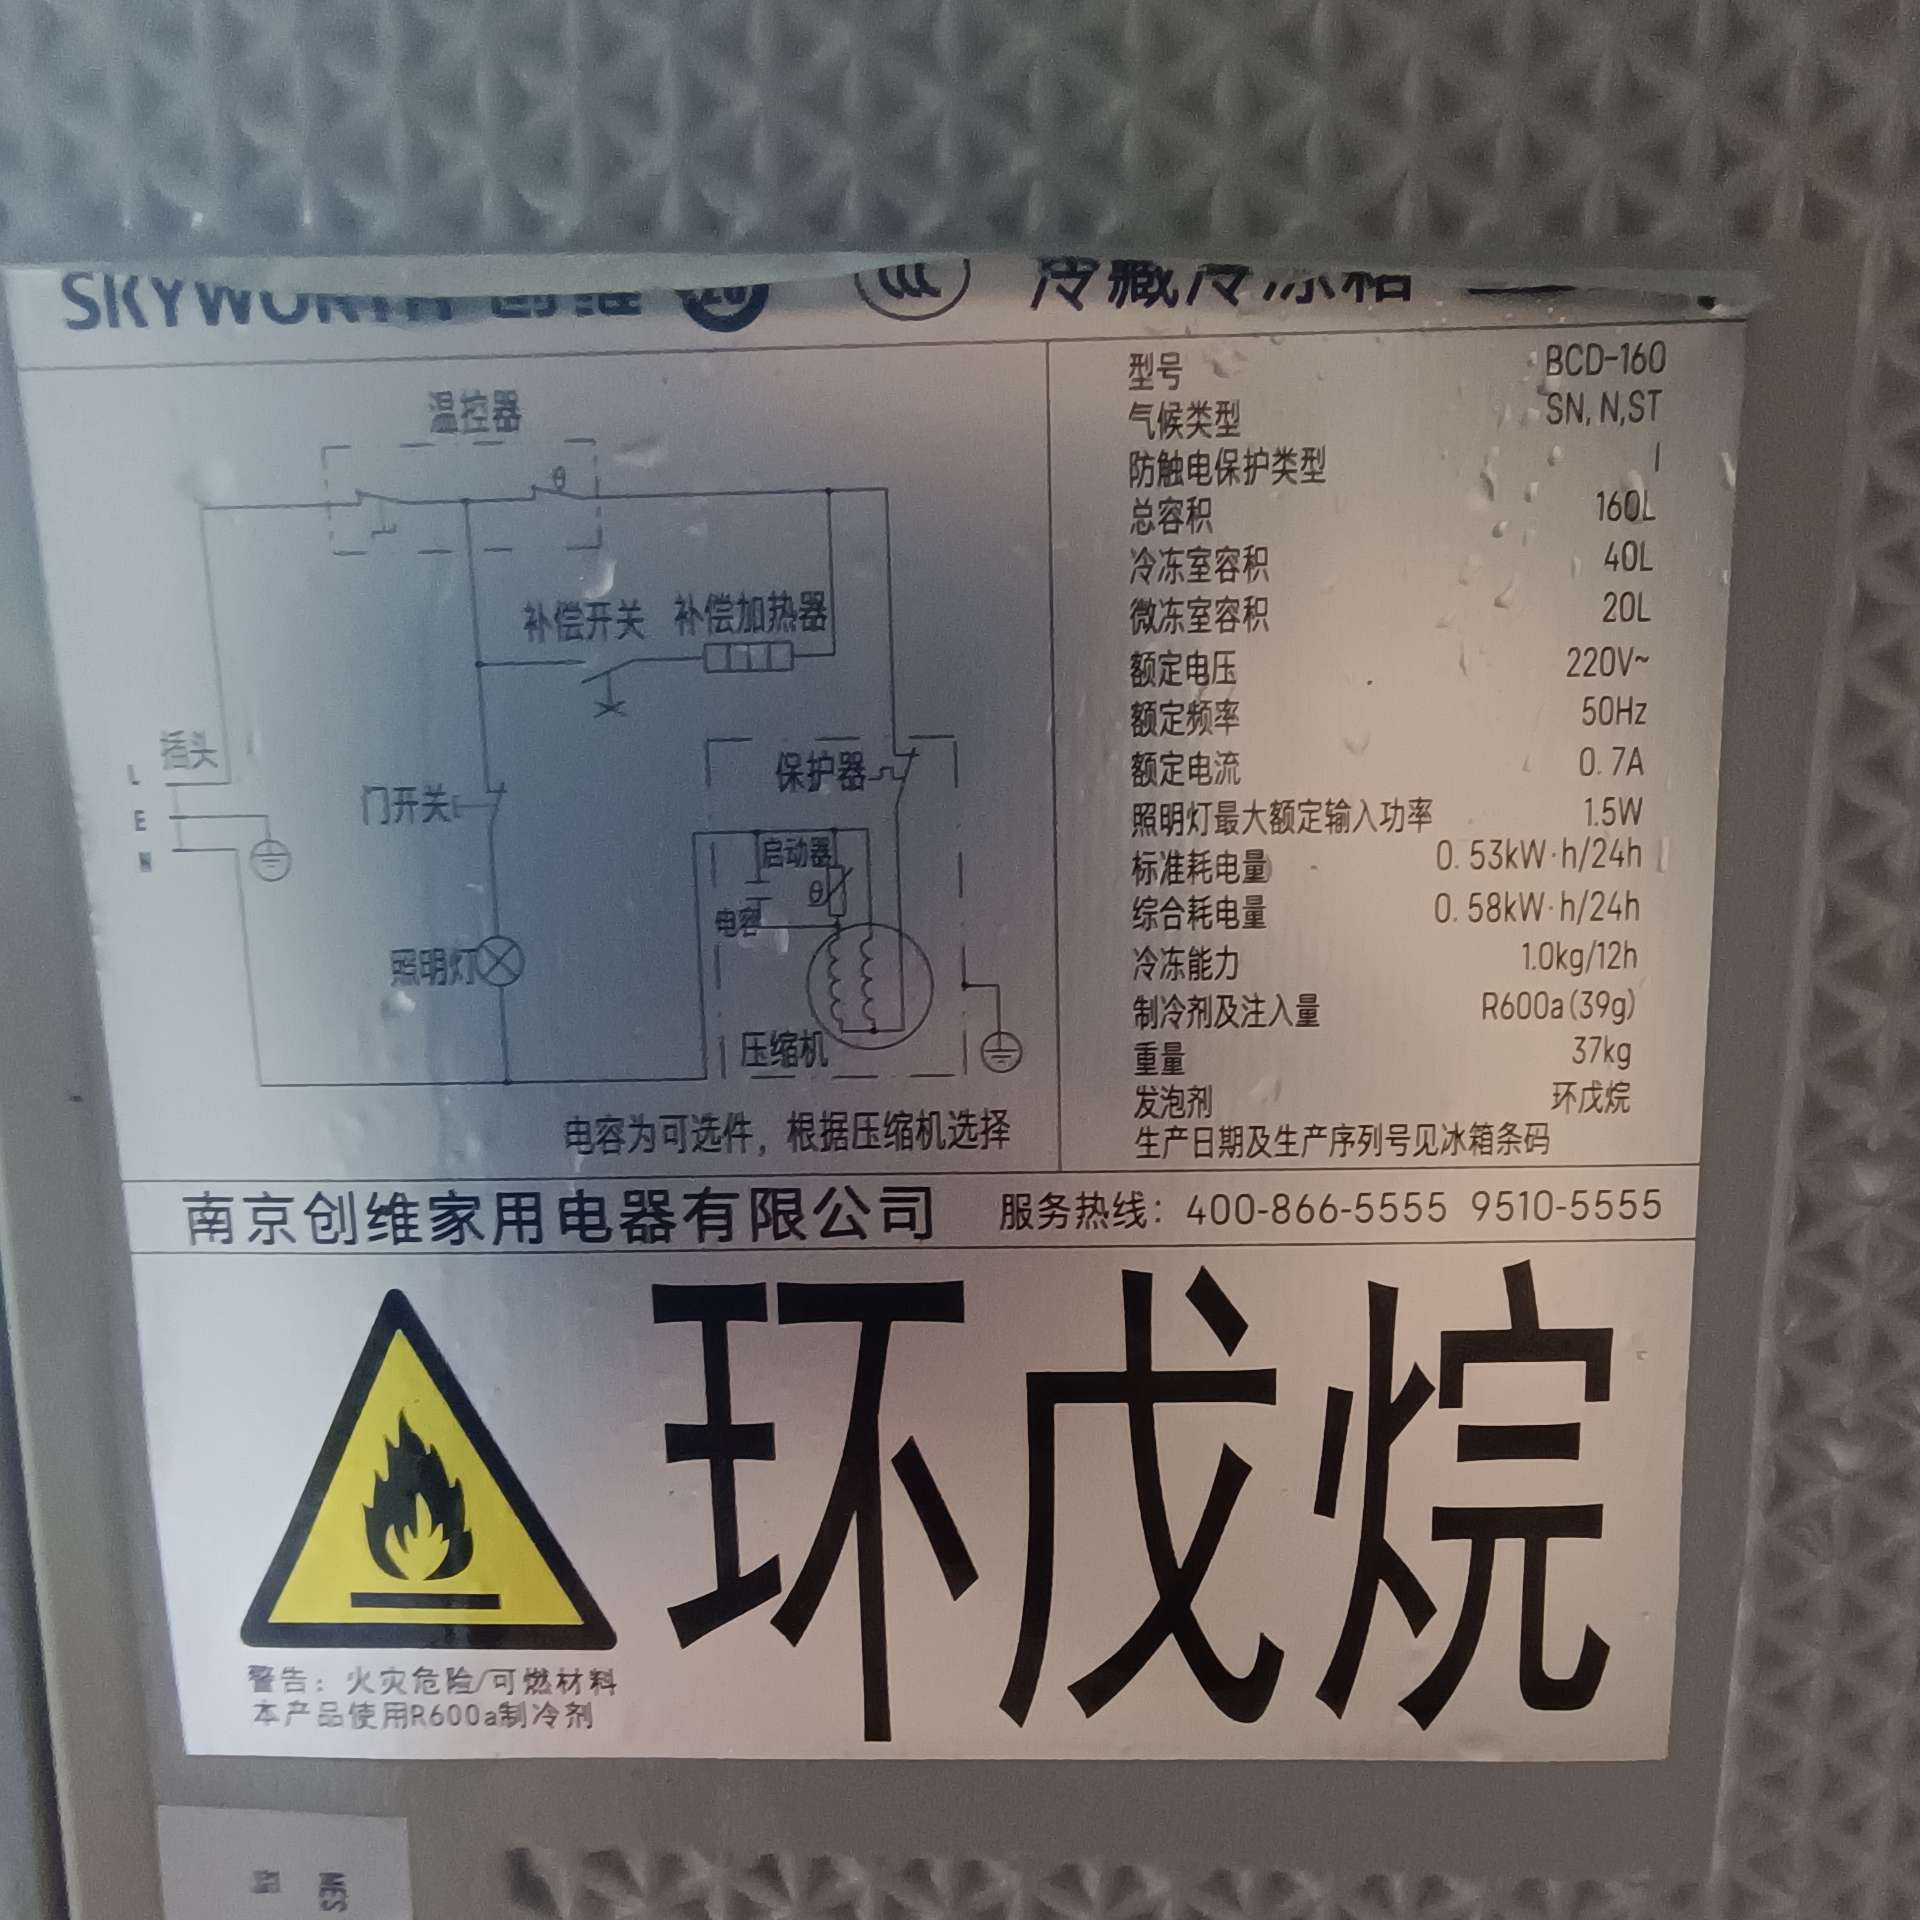 SKYWORTH 创维
冷藏冷冻箱
温控器
θ
补偿开关 补偿加热器
插头
L
E
N
门开关
保护器
启动器
θ
电容
照明灯
压缩机
电容为可选件，根据压缩机选择
型号 BCD-160
气候类型 SN, N,ST
防触电保护类型 I
总容积 160L
冷冻室容积 40L
微冻室容积 20L
额定电压 220V~
额定频率 50Hz
额定电流 0.7A
照明灯最大额定输入功率 1.5W
标准耗电量 0.53kW·h/24h
综合耗电量 0.58kW·h/24h
冷冻能力 1.0kg/12h
制冷剂及注入量 R600a(39g)
重量 37kg
发泡剂 环戊烷
生产日期及生产序列号见冰箱条码
南京创维家用电器有限公司 服务热线：400-866-5555 9510-5555
环戊烷
警告：火灾危险/可燃材料
本产品使用R600a制冷剂